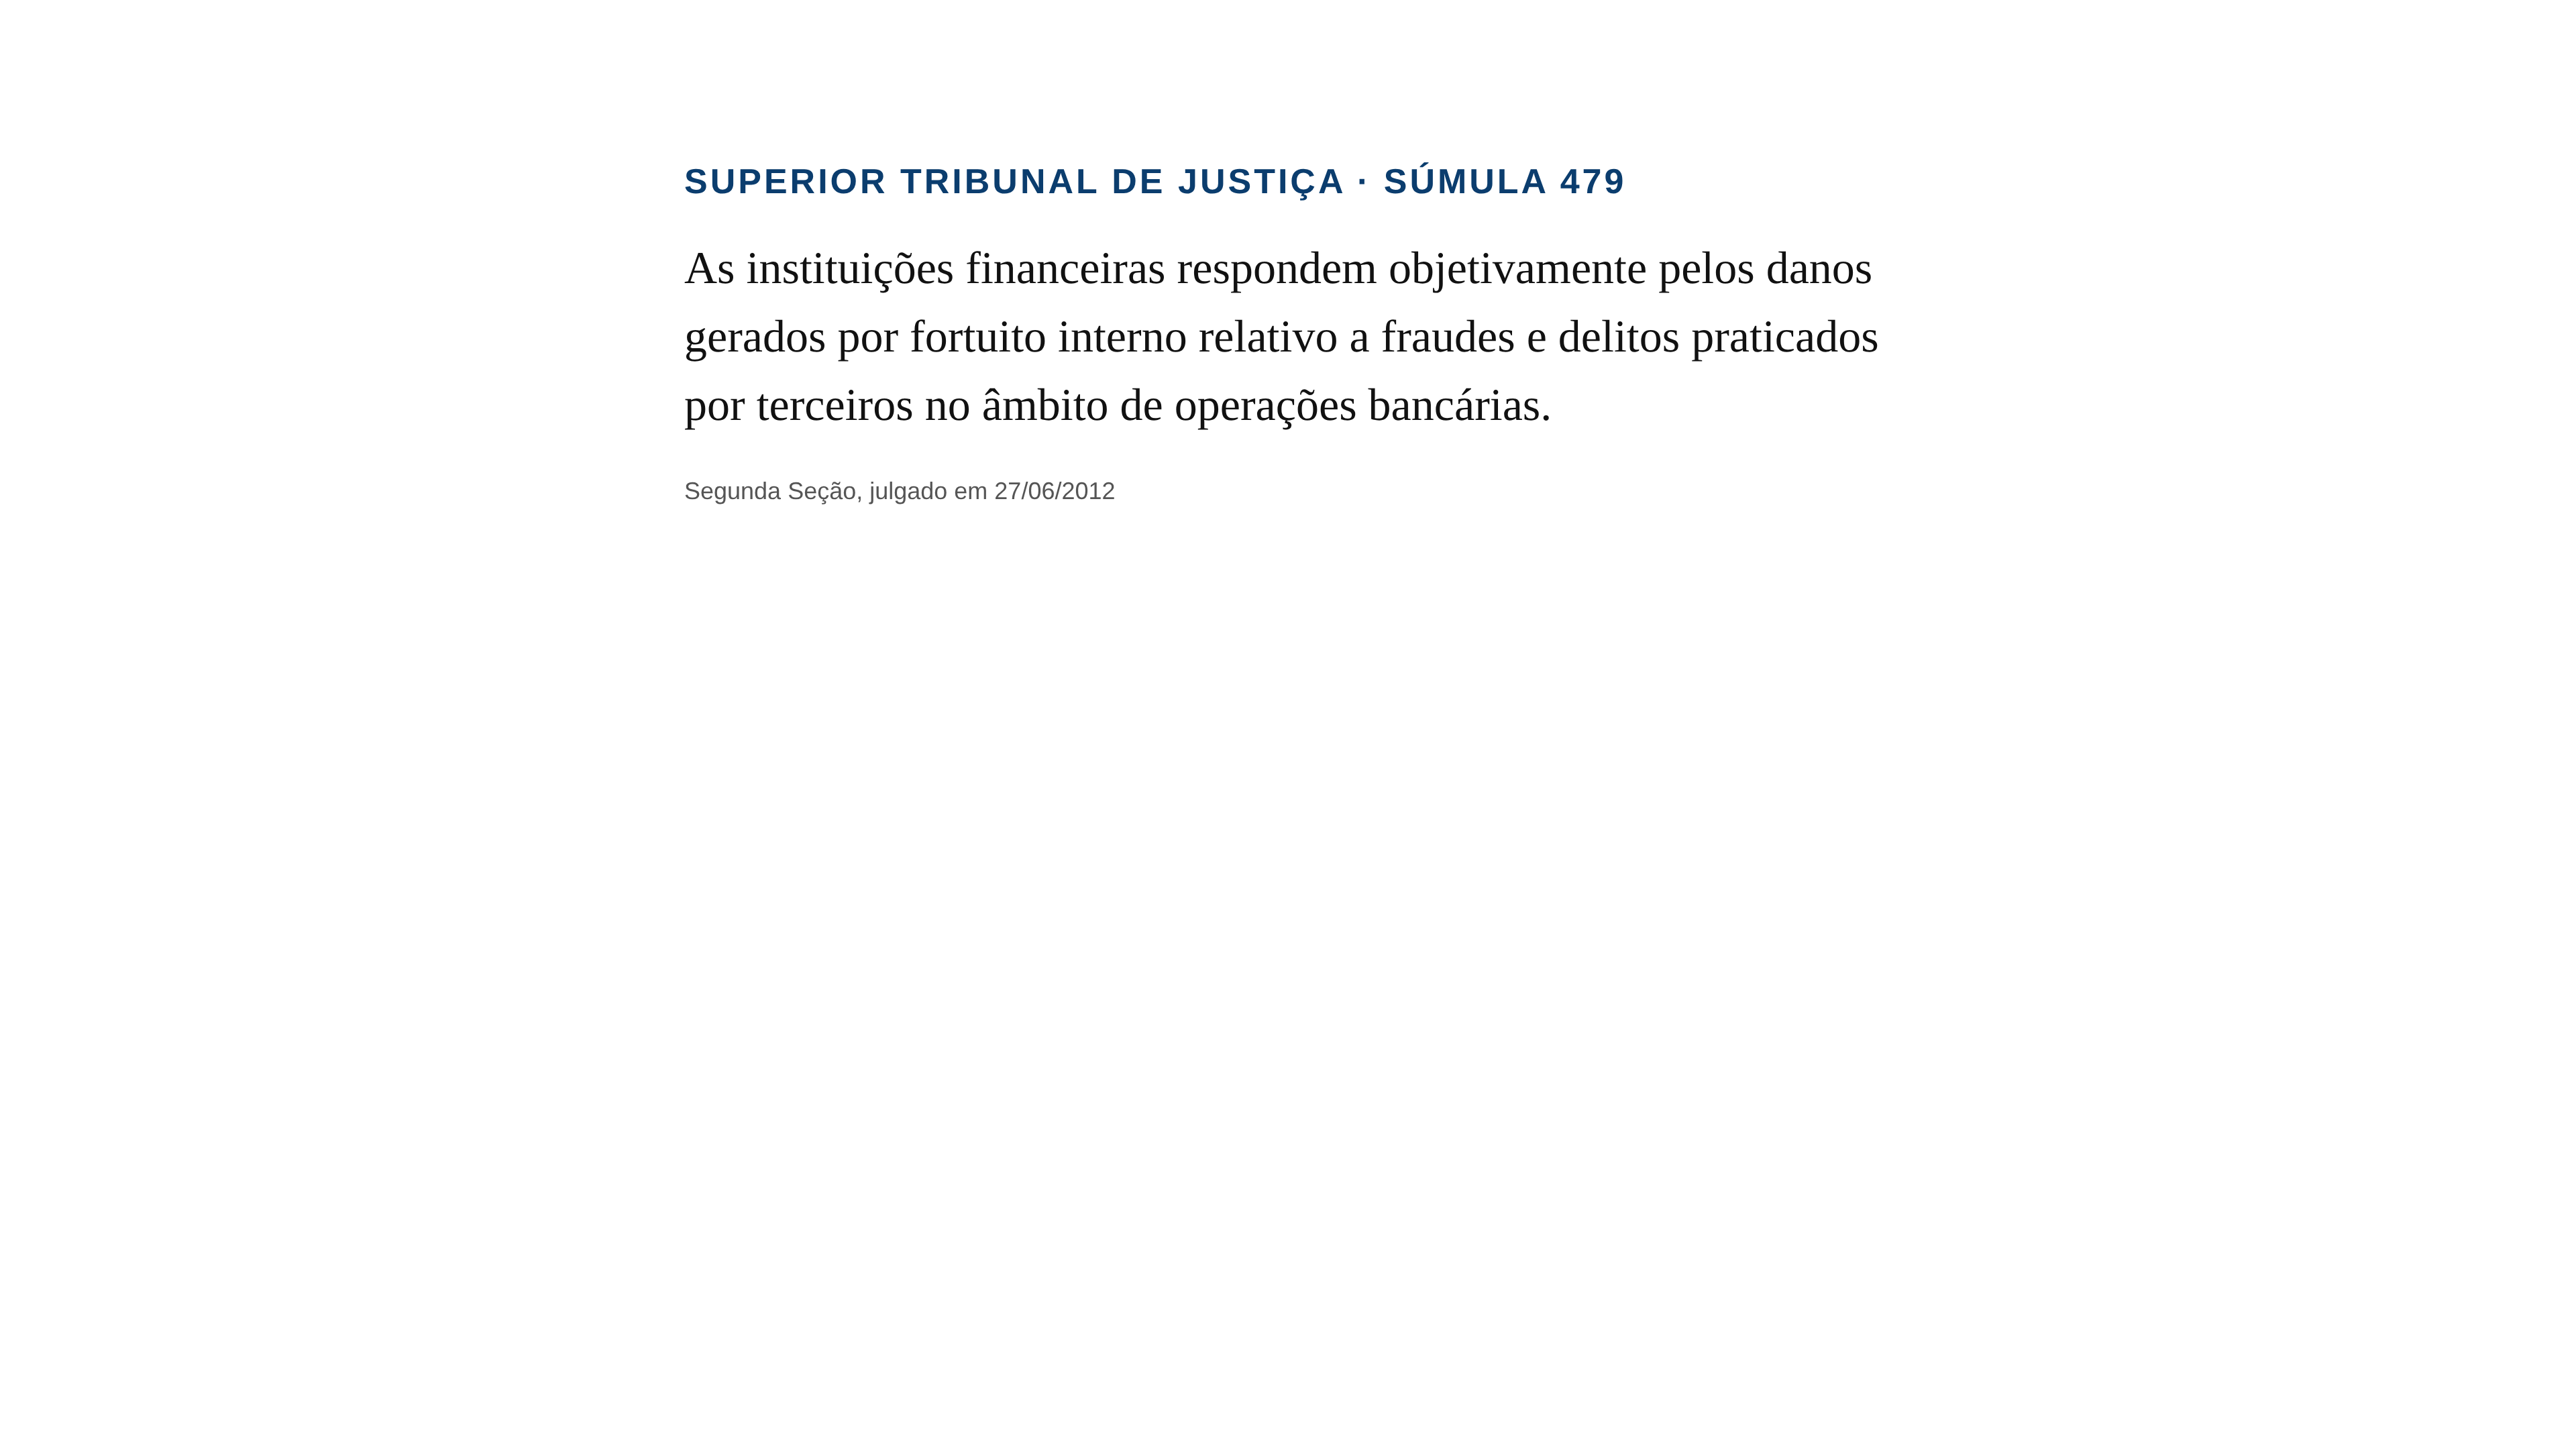 SUPERIOR TRIBUNAL DE JUSTIÇA · SÚMULA 479
As instituições financeiras respondem objetivamente pelos danos
gerados por fortuito interno relativo a fraudes e delitos praticados
por terceiros no âmbito de operações bancárias.
Segunda Seção, julgado em 27/06/2012